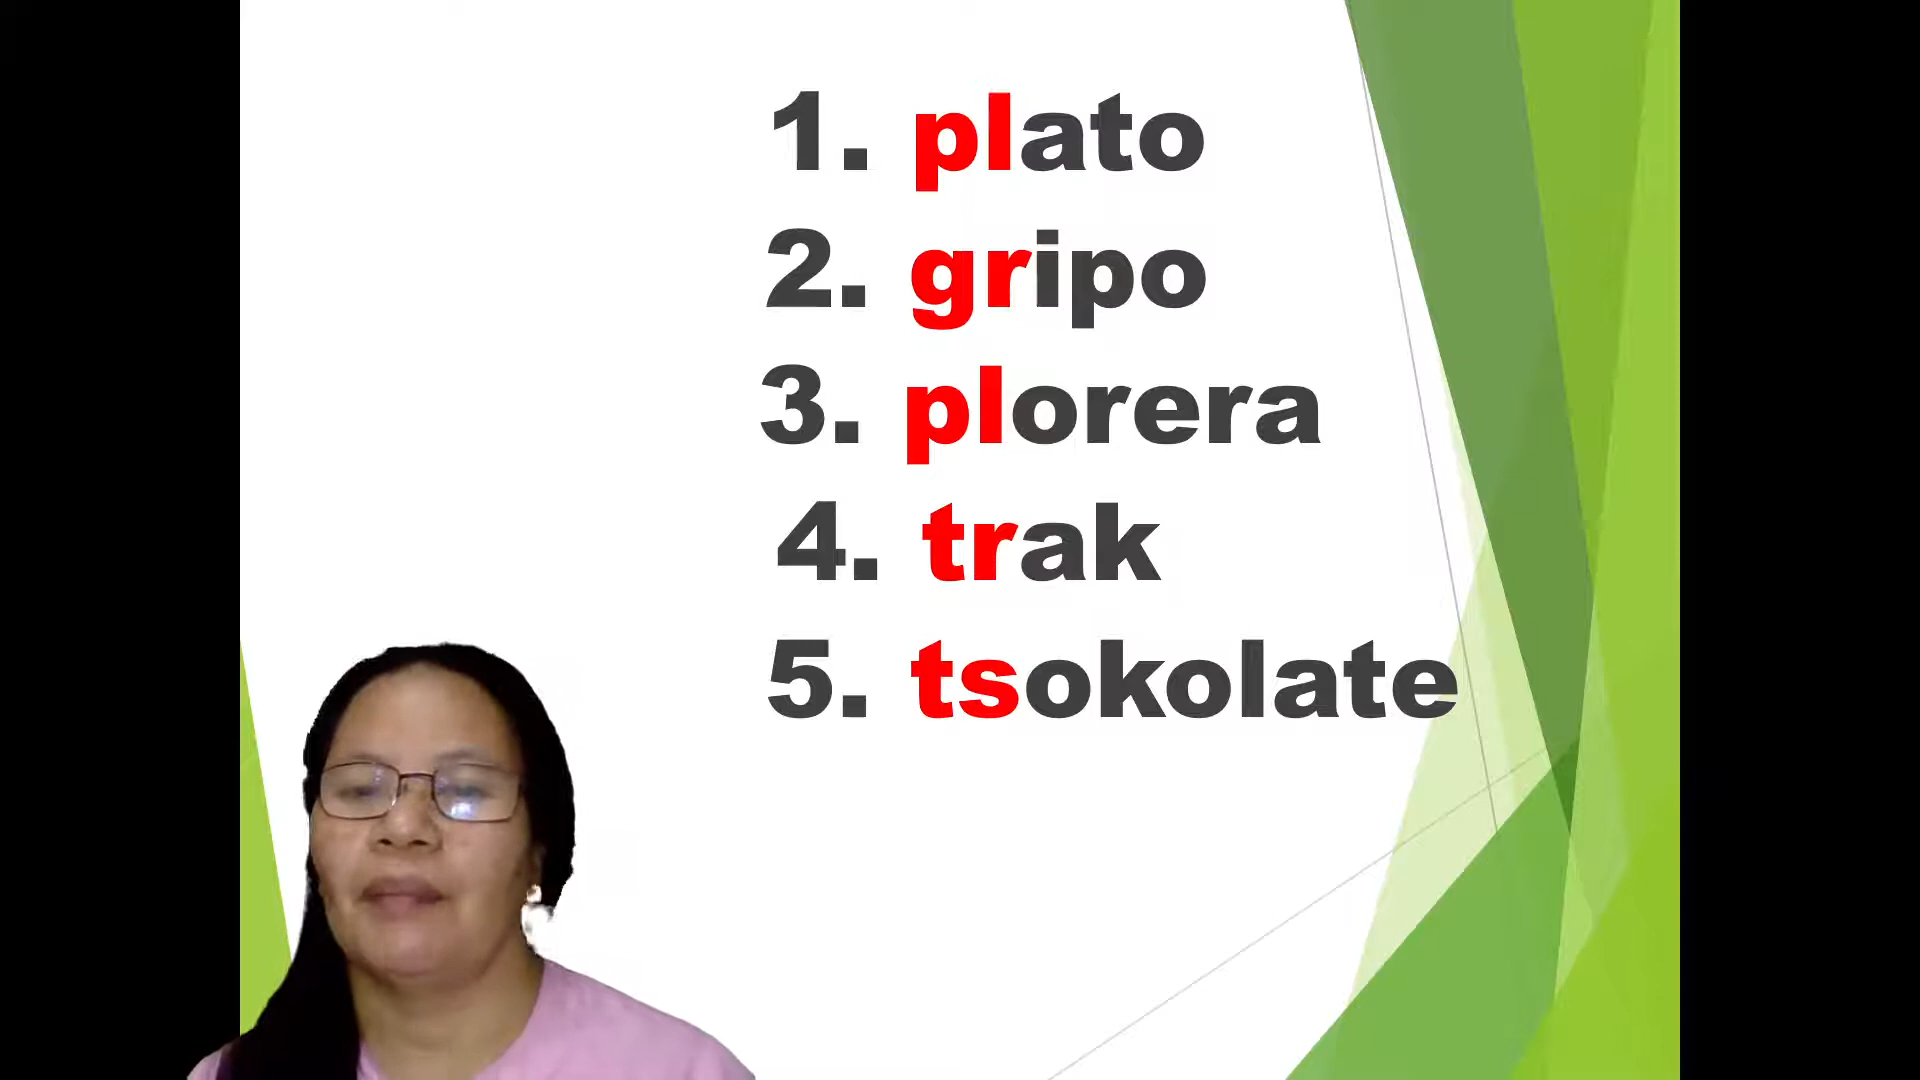 1. plato
2. gripo
3. plorera
4. trak
5. tsokolate